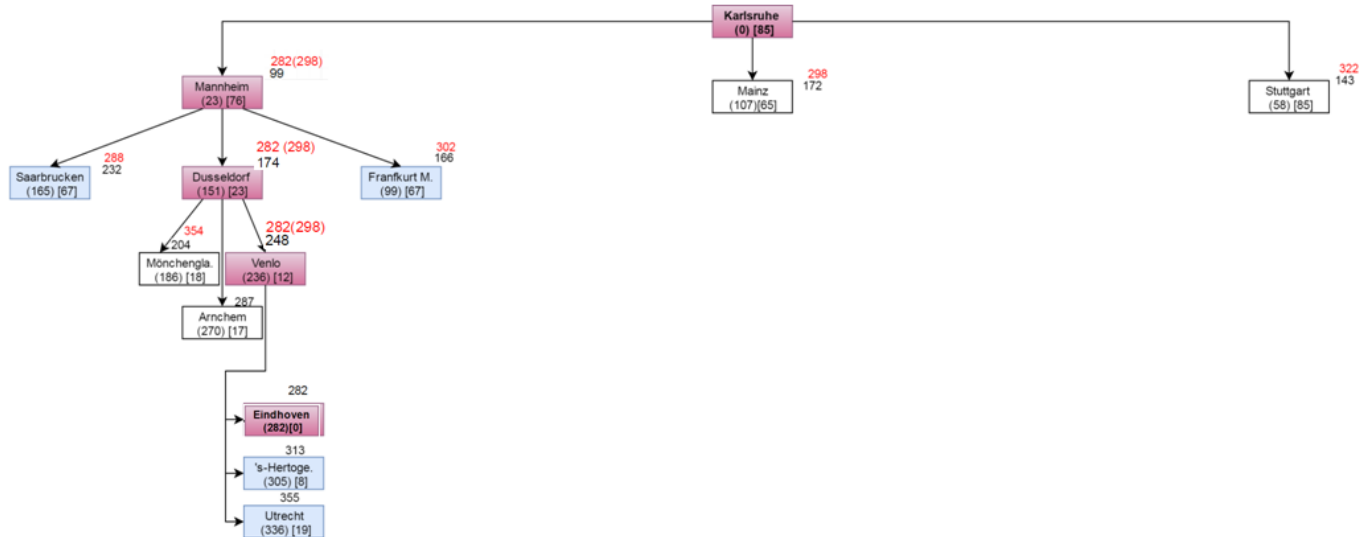 Karlsruhe
(0) [85]
282(298)
99
Mannheim
(23) [76]
298
172
Mainz
(107)[65]
322
143
Stuttgart
(58) [85]
288
232
Saarbrucken
(165) [67]
282 (298)
174
Dusseldorf
(151) [23]
302
166
Franfkurt M.
(99) [67]
354
204
Mönchengla.
(186) [18]
282(298)
248
Venlo
(236) [12]
287
Arnchem
(270) [17]
282
Eindhoven
(282)[0]
313
's-Hertoge.
(305) [8]
355
Utrecht
(336) [19]